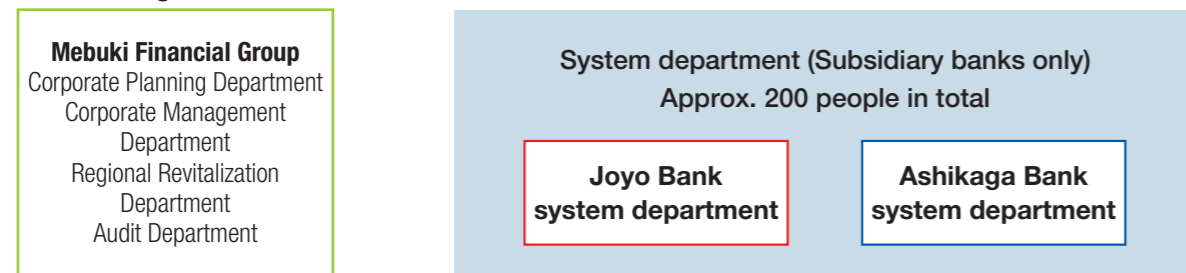 Mebuki Financial Group
Corporate Planning Department
Corporate Management
Department
Regional Revitalization
Department
Audit Department
System department (Subsidiary banks only)
Approx. 200 people in total
Joyo Bank
system department
Ashikaga Bank
system department